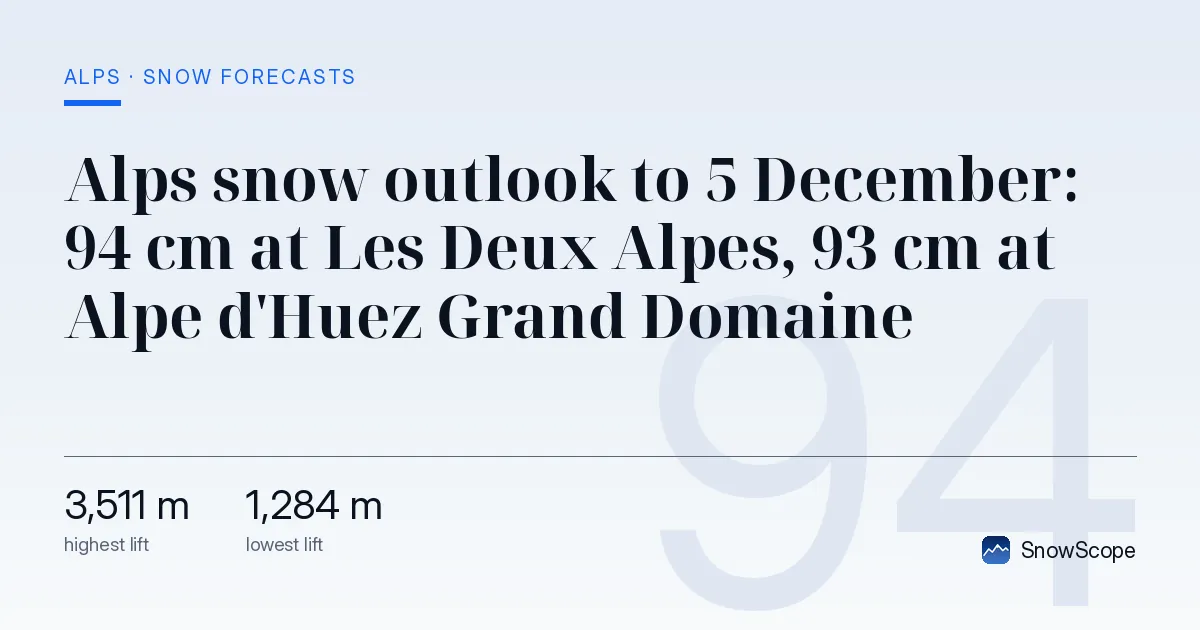 ALPS · SNOW FORECASTS
Alps snow outlook to 5 December:
94 cm at Les Deux Alpes, 93 cm at
Alpe d'Huez Grand Domaine
94
3,511 m
highest lift
1,284 m
lowest lift
SnowScope